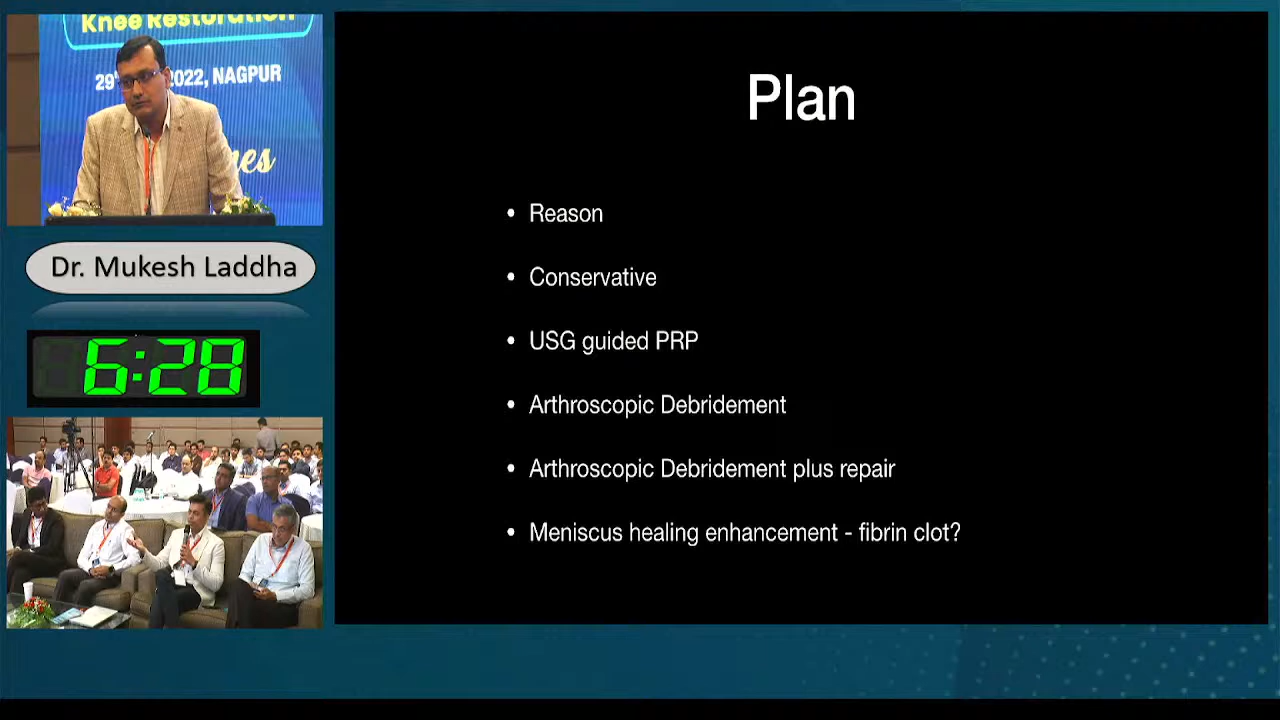 Knee Restoration
2022, NAGPUR
Dr. Mukesh Laddha
6:28
Plan
• Reason
• Conservative
• USG guided PRP
• Arthroscopic Debridement
• Arthroscopic Debridement plus repair
• Meniscus healing enhancement - fibrin clot?